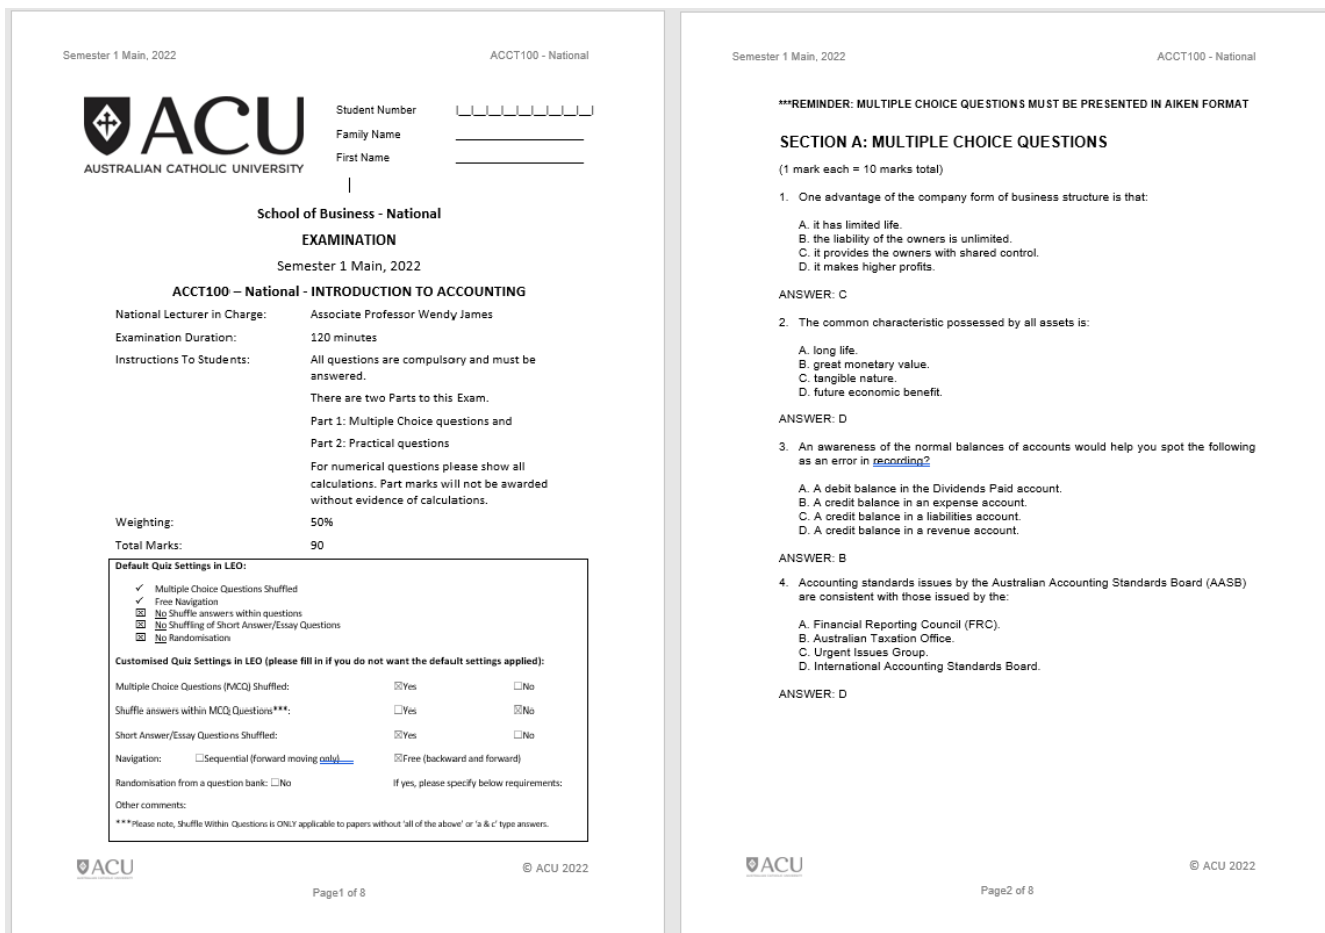 Semester 1 Main, 2022
ACCT100 - National
ACU
AUSTRALIAN CATHOLIC UNIVERSITY
Student Number |__|__|__|__|__|__|__|__|__|
Family Name
First Name
School of Business - National
EXAMINATION
Semester 1 Main, 2022
ACCT100 – National - INTRODUCTION TO ACCOUNTING
National Lecturer in Charge: Associate Professor Wendy James
Examination Duration: 120 minutes
Instructions To Students: All questions are compulsory and must be
answered.
There are two Parts to this Exam.
Part 1: Multiple Choice questions and
Part 2: Practical questions
For numerical questions please show all
calculations. Part marks will not be awarded
without evidence of calculations.
Weighting: 50%
Total Marks: 90
Default Quiz Settings in LEO:
✓ Multiple Choice Questions Shuffled
✓ Free Navigation
☒ No Shuffle answers within questions
☒ No Shuffling of Short Answer/Essay Questions
☒ No Randomisation
Customised Quiz Settings in LEO (please fill in if you do not want the default settings applied):
Multiple Choice Questions (MCQ) Shuffled: ☒Yes ☐No
Shuffle answers within MCQ Questions***: ☐Yes ☒No
Short Answer/Essay Questions Shuffled: ☒Yes ☐No
Navigation: ☐Sequential (forward moving only) ☒Free (backward and forward)
Randomisation from a question bank: ☐No If yes, please specify below requirements:
Other comments:
***Please note, Shuffle Within Questions is ONLY applicable to papers without 'all of the above' or 'a & c' type answers.
ACU
© ACU 2022
Page1 of 8
Semester 1 Main, 2022
ACCT100 - National
***REMINDER: MULTIPLE CHOICE QUESTIONS MUST BE PRESENTED IN AIKEN FORMAT
SECTION A: MULTIPLE CHOICE QUESTIONS
(1 mark each = 10 marks total)
1. One advantage of the company form of business structure is that:
A. it has limited life.
B. the liability of the owners is unlimited.
C. it provides the owners with shared control.
D. it makes higher profits.
ANSWER: C
2. The common characteristic possessed by all assets is:
A. long life.
B. great monetary value.
C. tangible nature.
D. future economic benefit.
ANSWER: D
3. An awareness of the normal balances of accounts would help you spot the following
as an error in recording?
A. A debit balance in the Dividends Paid account.
B. A credit balance in an expense account.
C. A credit balance in a liabilities account.
D. A credit balance in a revenue account.
ANSWER: B
4. Accounting standards issues by the Australian Accounting Standards Board (AASB)
are consistent with those issued by the:
A. Financial Reporting Council (FRC).
B. Australian Taxation Office.
C. Urgent Issues Group.
D. International Accounting Standards Board.
ANSWER: D
ACU
© ACU 2022
Page2 of 8